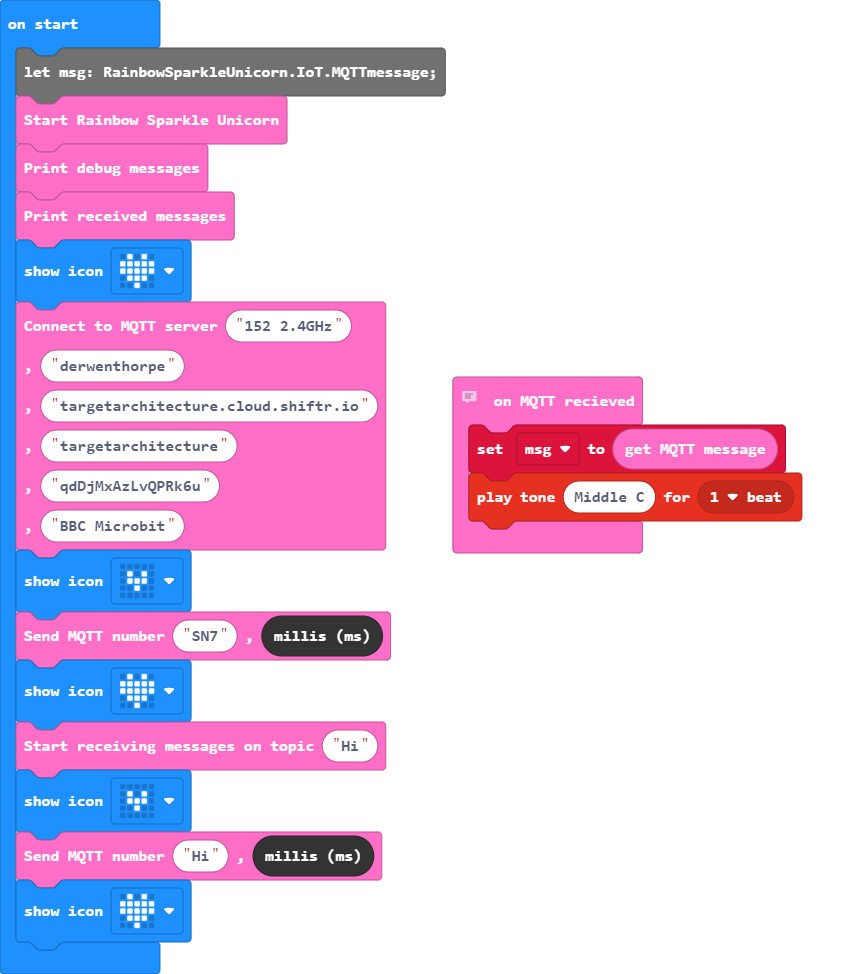 on start
let msg: RainbowSparkleUnicorn.IoT.MQTTmessage;
Start Rainbow Sparkle Unicorn
Print debug messages
Print received messages
show icon
Connect to MQTT server "152 2.4GHz"
, "derwenthorpe"
, "targetarchitecture.cloud.shiftr.io"
, "targetarchitecture"
, "qdDjMxAzLvQPRk6u"
, "BBC Microbit"
show icon
Send MQTT number "SN7" , millis (ms)
show icon
Start receiving messages on topic "Hi"
show icon
Send MQTT number "Hi" , millis (ms)
show icon
on MQTT recieved
set msg to get MQTT message
play tone Middle C for 1 beat